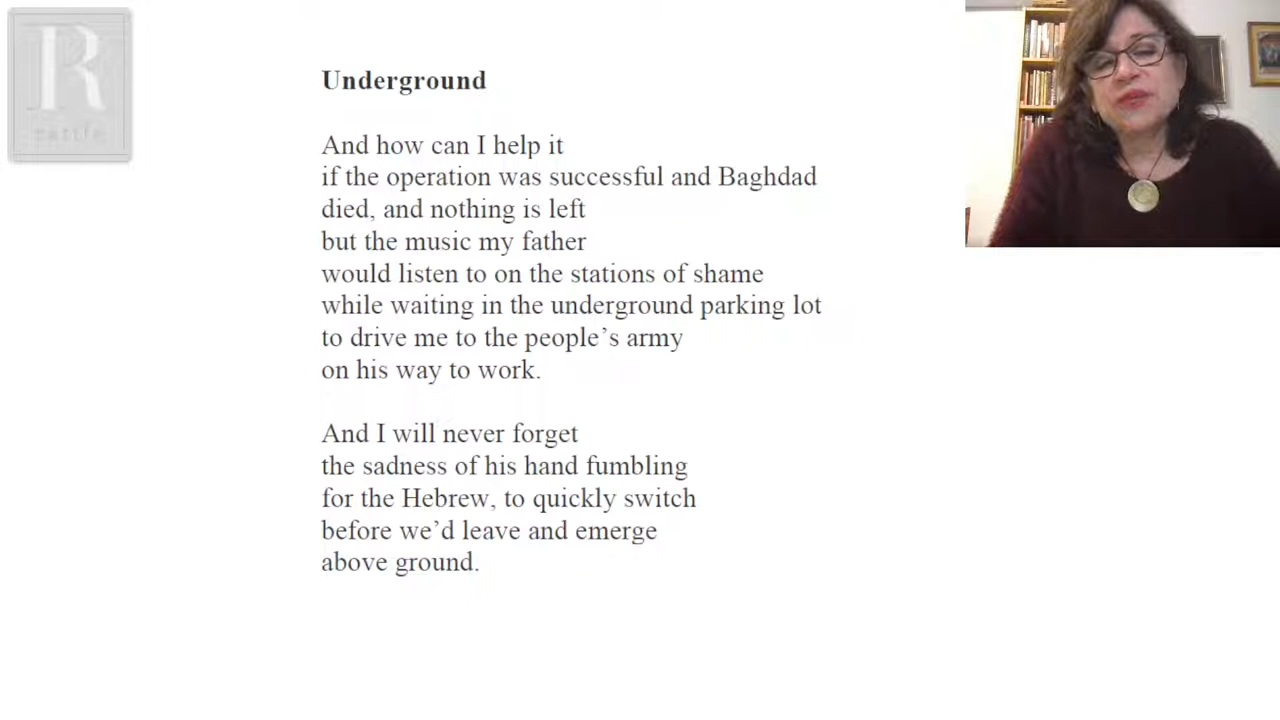 R
rattle
Underground
And how can I help it
if the operation was successful and Baghdad
died, and nothing is left
but the music my father
would listen to on the stations of shame
while waiting in the underground parking lot
to drive me to the people’s army
on his way to work.
And I will never forget
the sadness of his hand fumbling
for the Hebrew, to quickly switch
before we’d leave and emerge
above ground.